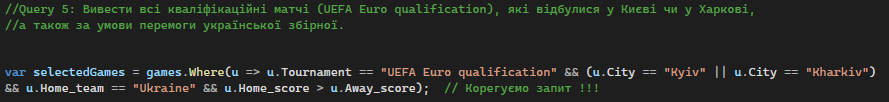 //Query 5: Вивести всі кваліфікаційні матчі (UEFA Euro qualification), які відбулися у Києві чи у Харкові,
//а також за умови перемоги української збірної.
var selectedGames = games.Where(u => u.Tournament == "UEFA Euro qualification" && (u.City == "Kyiv" || u.City == "Kharkiv")
&& u.Home_team == "Ukraine" && u.Home_score > u.Away_score);  // Корегуємо запит !!!